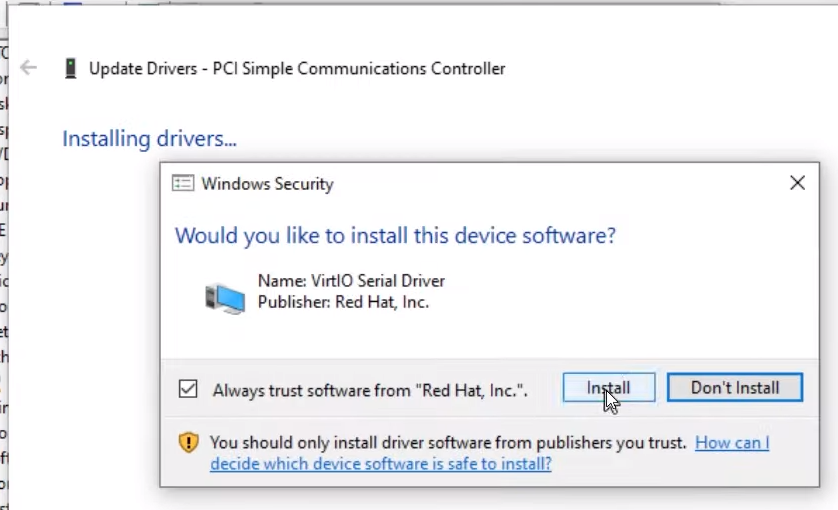 Update Drivers - PCI Simple Communications Controller
Installing drivers...
Windows Security
Would you like to install this device software?
Name: VirtIO Serial Driver
Publisher: Red Hat, Inc.
Always trust software from "Red Hat, Inc.".
Install
Don't Install
You should only install driver software from publishers you trust. How can I
decide which device software is safe to install?